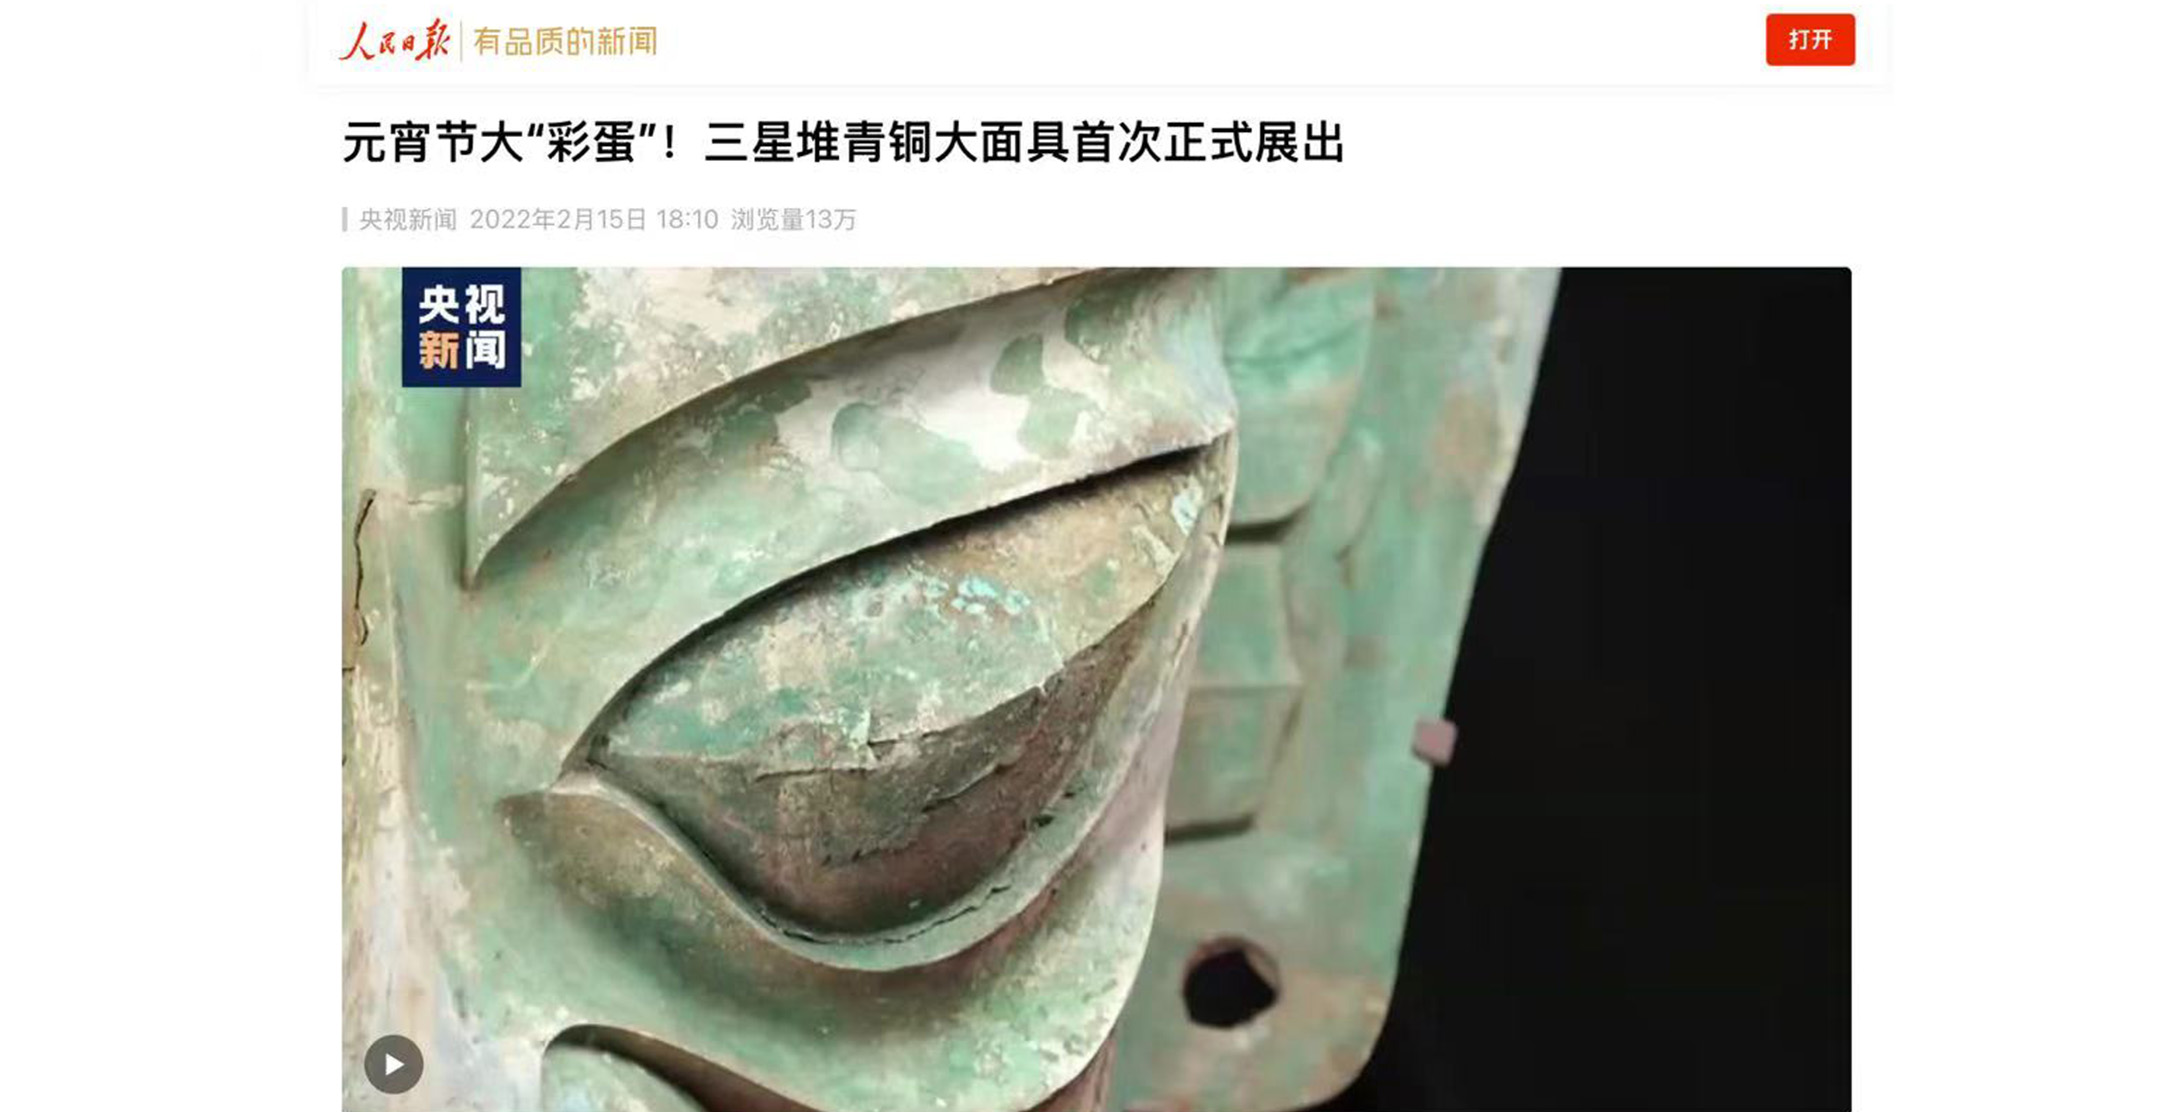 人民日报 有品质的新闻
打开
元宵节大“彩蛋”！三星堆青铜大面具首次正式展出
央视新闻 2022年2月15日 18:10 浏览量13万
央视
新闻